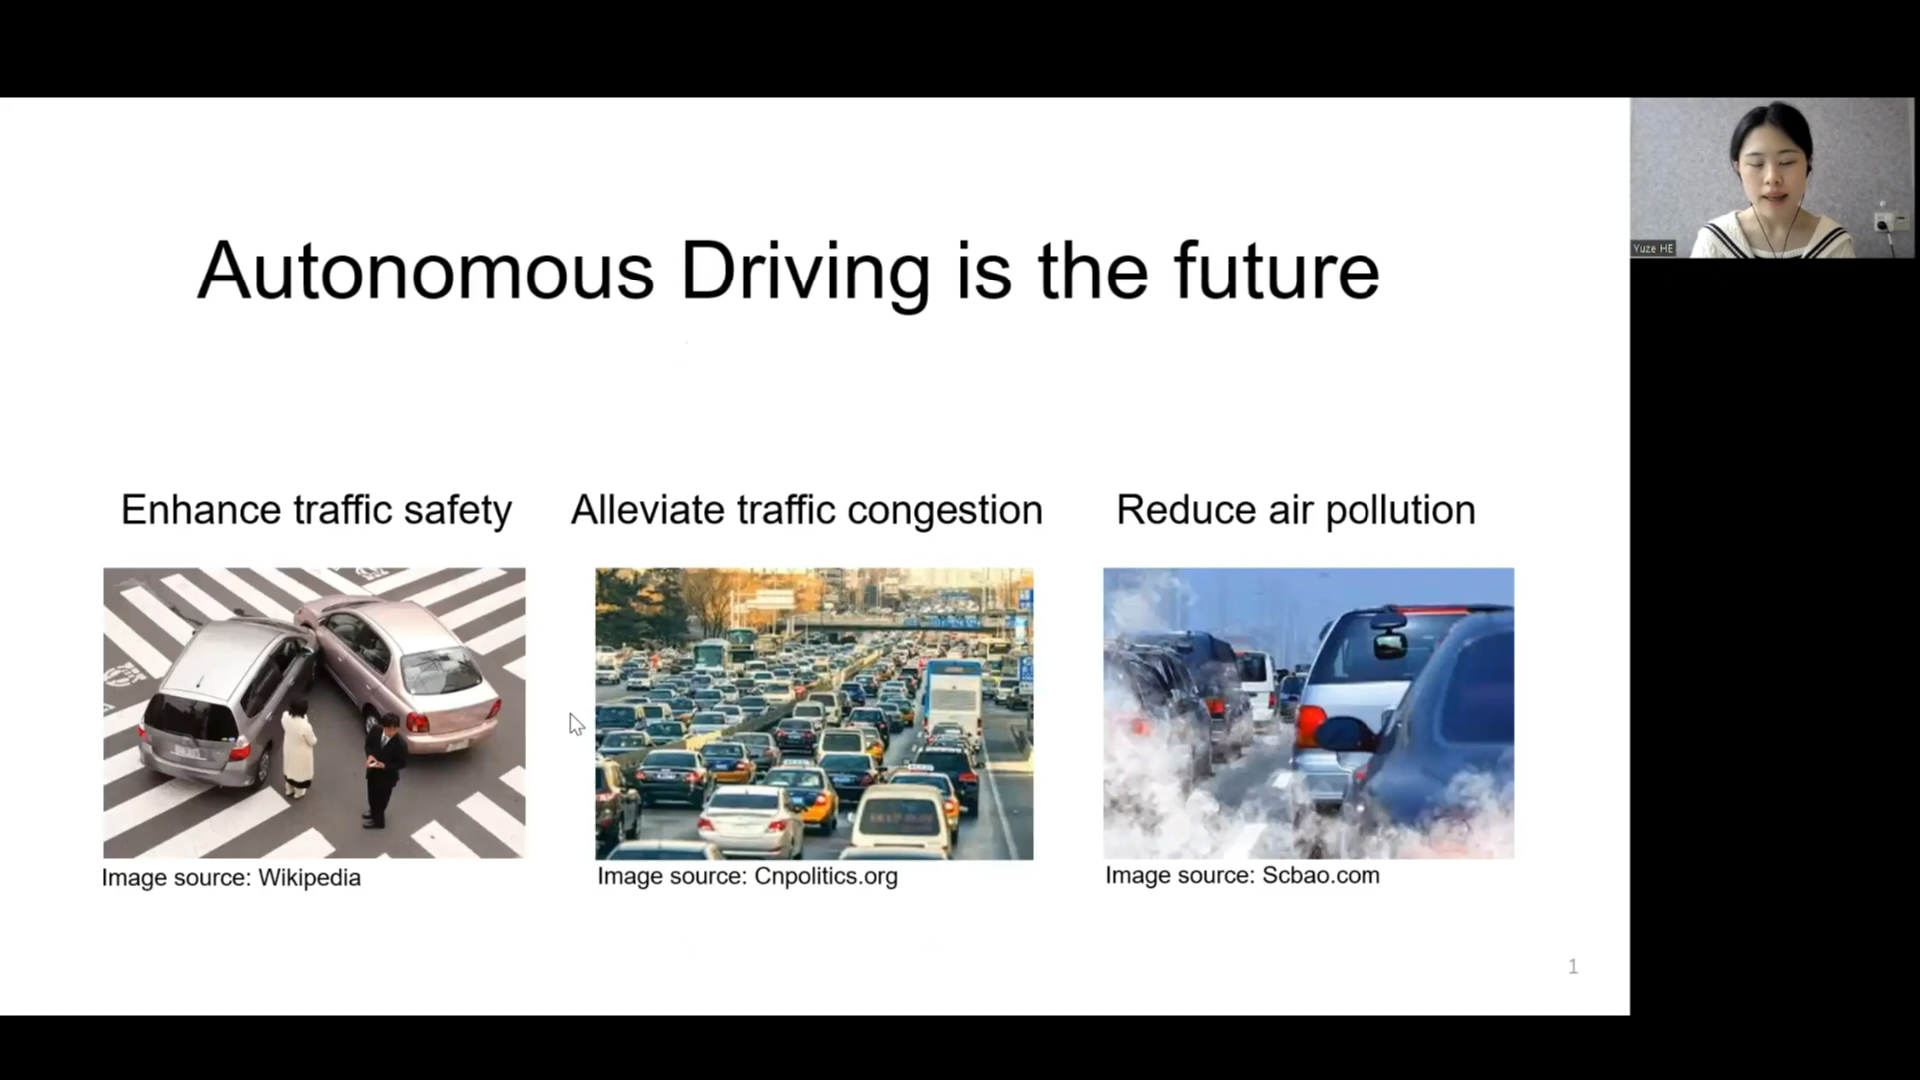 Autonomous Driving is the future
Yuze HE
Enhance traffic safety
Alleviate traffic congestion
Reduce air pollution
Image source: Wikipedia
Image source: Cnpolitics.org
Image source: Scbao.com
1